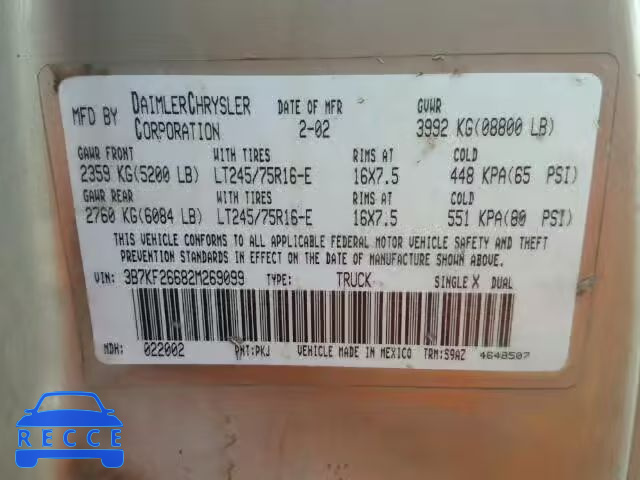 MFD BY DAIMLERCHRYSLER CORPORATION DATE OF MFR 2-02 GVWR 3992 KG(08800 LB)
GAWR FRONT WITH TIRES RIMS AT COLD
2359 KG(5200 LB) LT245/75R16-E 16X7.5 448 KPA(65 PSI)
GAWR REAR WITH TIRES RIMS AT COLD
2760 KG(6084 LB) LT245/75R16-E 16X7.5 551 KPA(80 PSI)
THIS VEHICLE CONFORMS TO ALL APPLICABLE FEDERAL MOTOR VEHICLE SAFETY AND THEFT
PREVENTION STANDARDS IN EFFECT ON THE DATE OF MANUFACTURE SHOWN ABOVE.
VIN: 3B7KF26682M269099 TYPE: TRUCK SINGLE X DUAL
MDH: 022002 PNT:PKJ VEHICLE MADE IN MEXICO TRM:S9AZ 4648507
RECCE